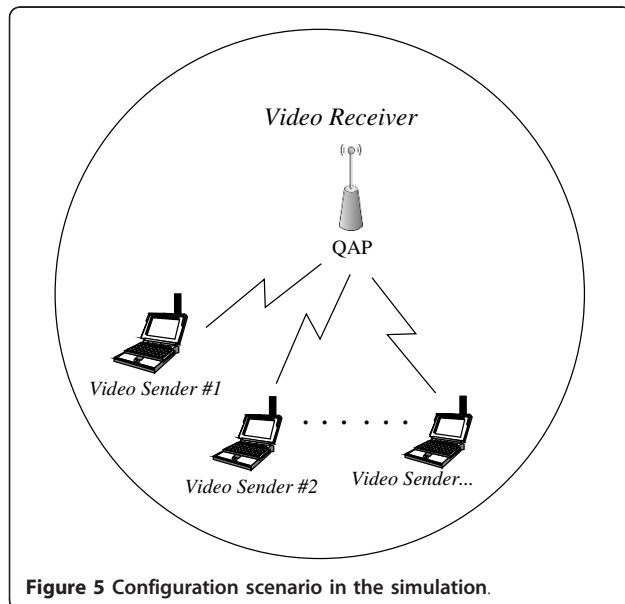 Video Receiver
QAP
Video Sender #1
Video Sender #2
. . . . . .
Video Sender...
Figure 5 Configuration scenario in the simulation.